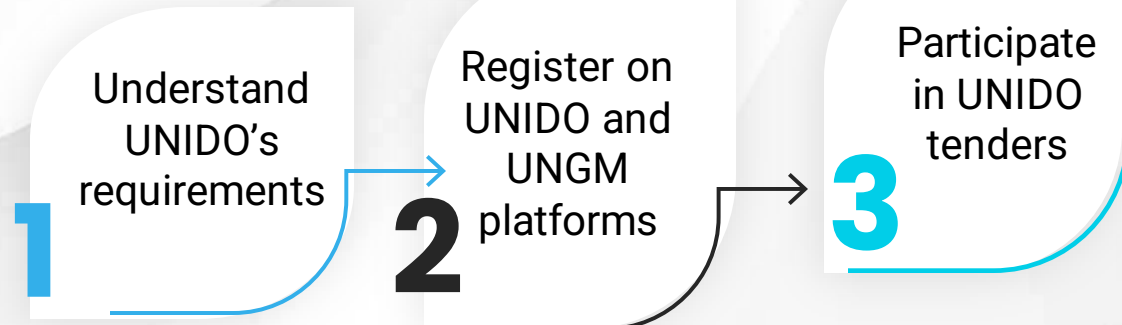 Understand
UNIDO’s
requirements
1
Register on
UNIDO and
UNGM
platforms
2
Participate
in UNIDO
tenders
3